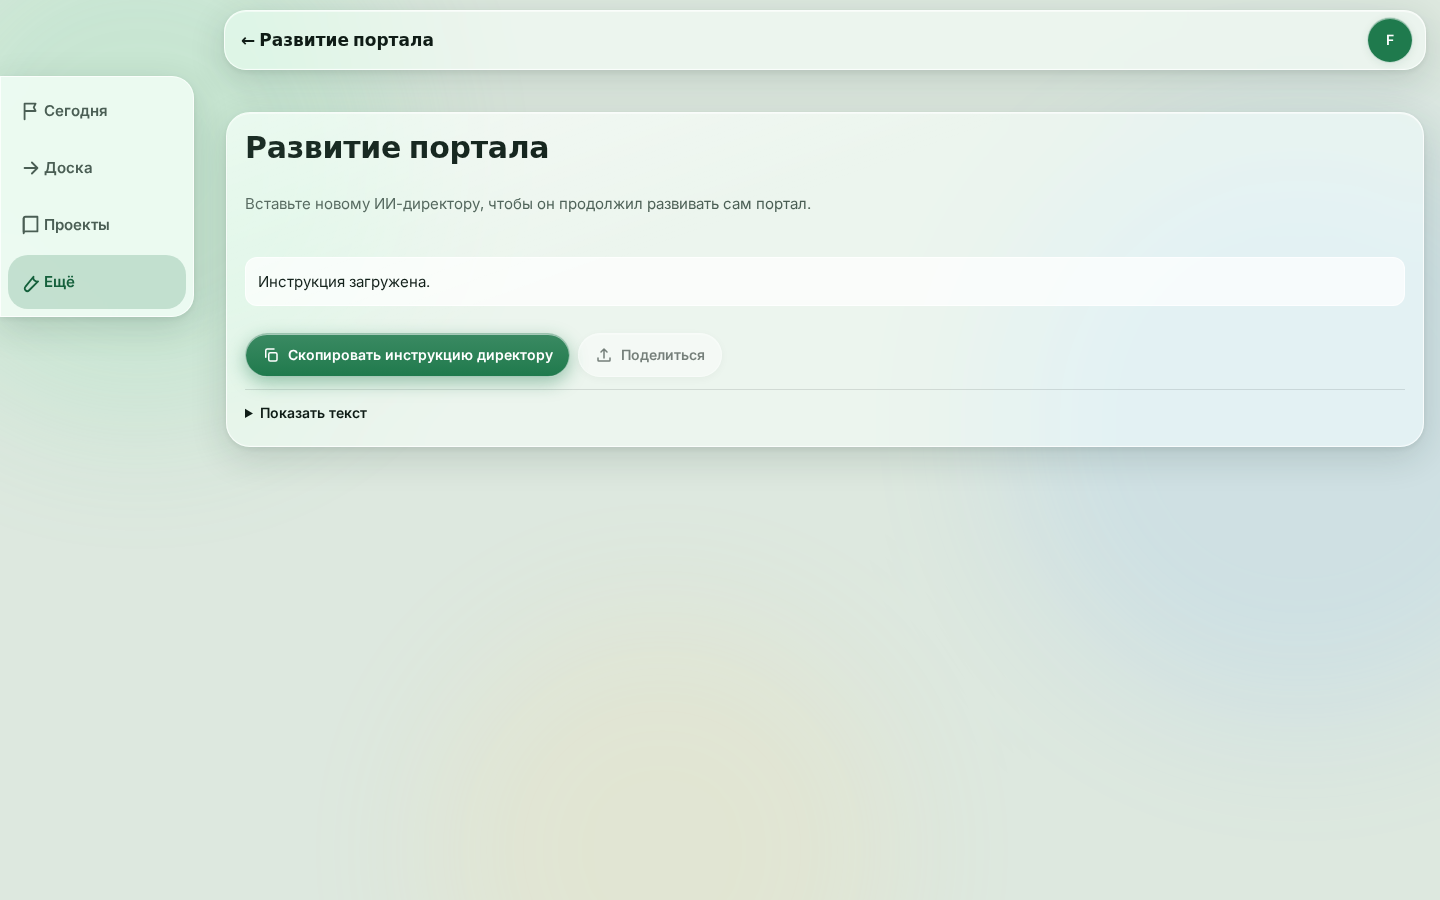 ← Развитие портала
F
Сегодня
Доска
Проекты
Ещё
Развитие портала
Вставьте новому ИИ-директору, чтобы он продолжил развивать сам портал.
Инструкция загружена.
Скопировать инструкцию директору
Поделиться
Показать текст